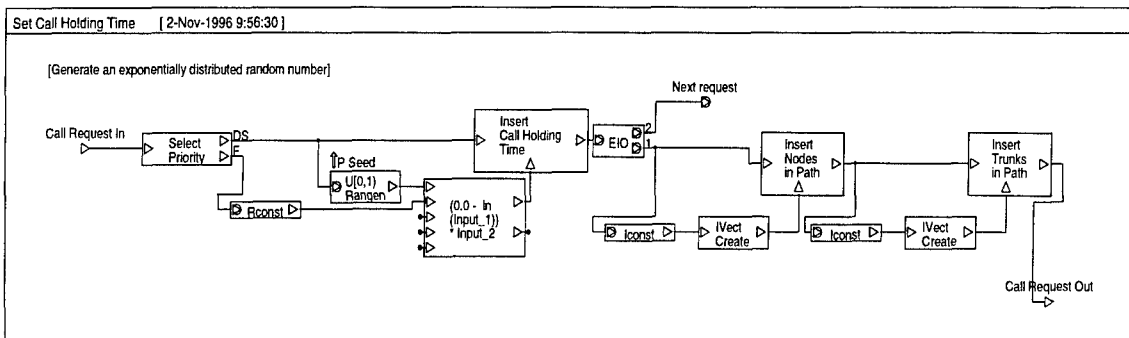 Set Call Holding Time [ 2-Nov-1996 9:56:30 ]
[Generate an exponentially distributed random number]
Next request
Call Request In
Select
Priority
DS
F
P Seed
U[0,1)
Rangen
Rconst
Insert
Call Holding
Time
(0.0 - ln
(Input_1))
* Input_2
EIO
2
1
Insert
Nodes
in Path
Iconst
IVect
Create
Insert
Trunks
in Path
Iconst
IVect
Create
Call Request Out